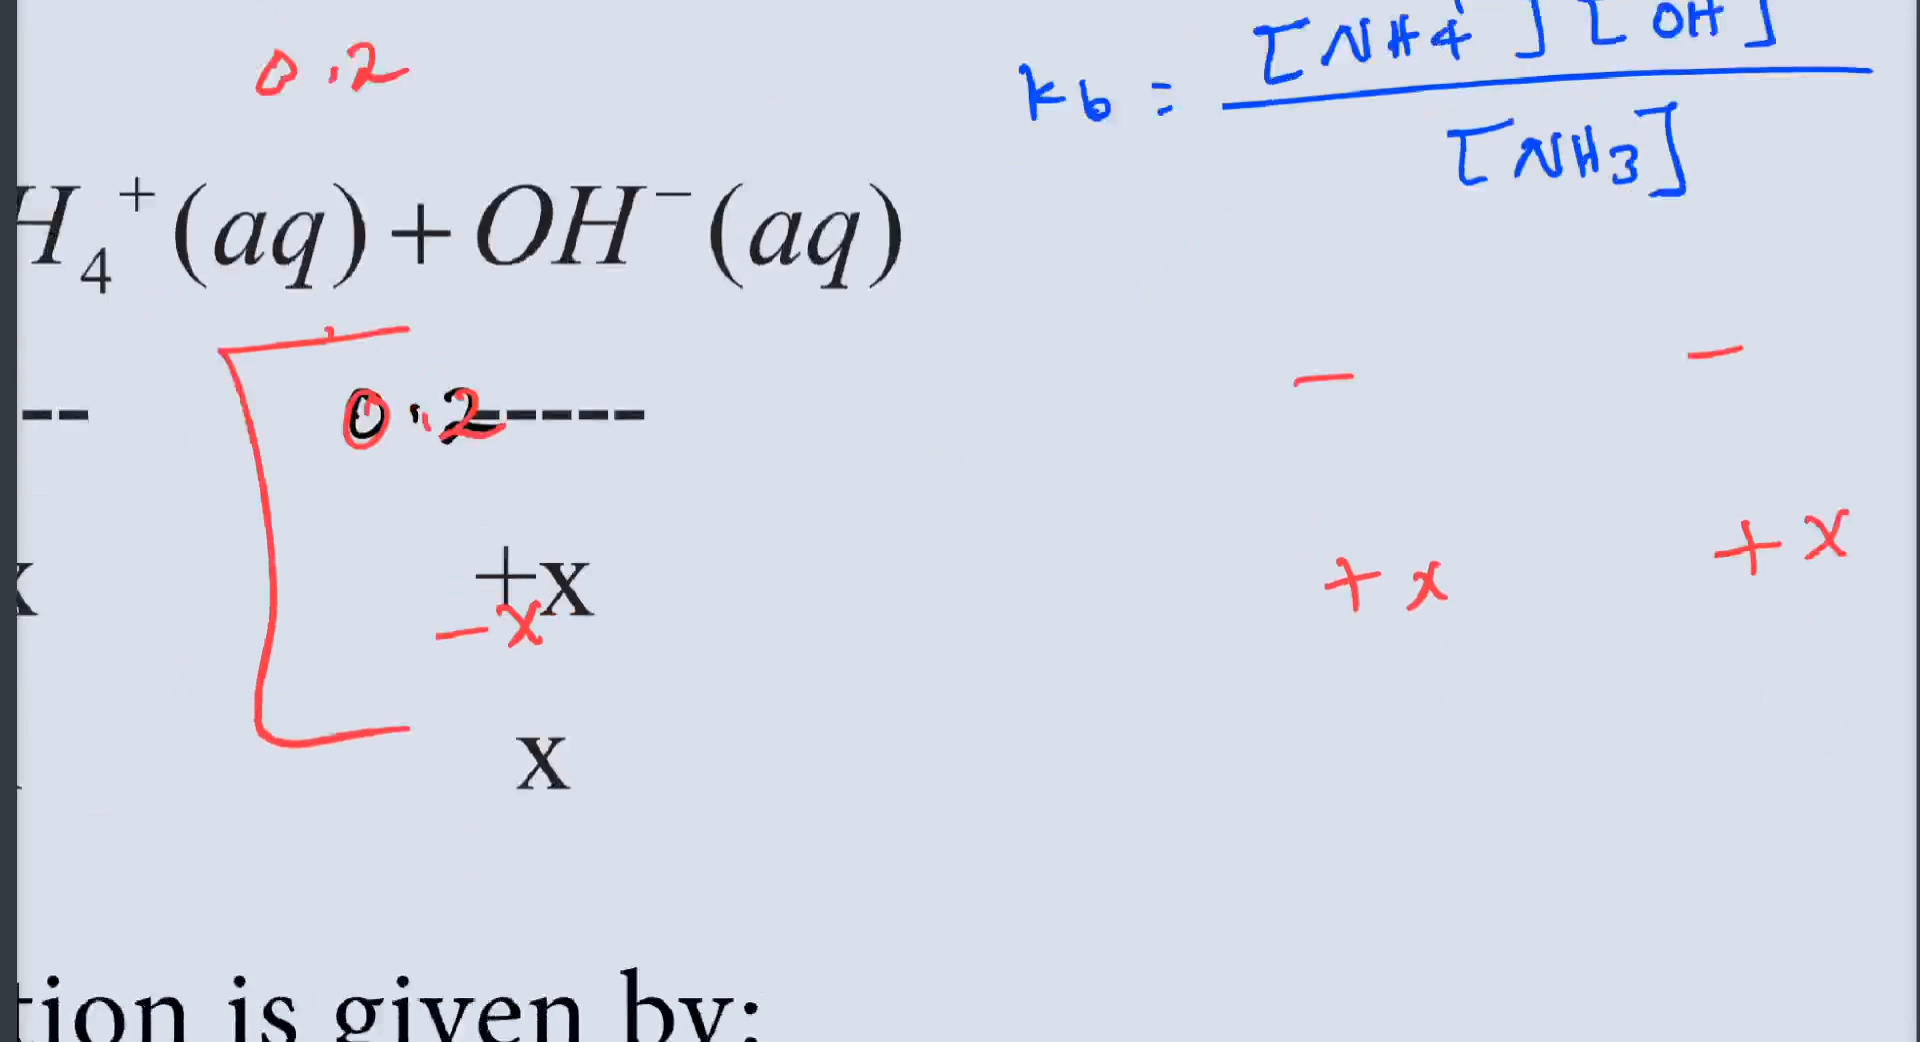 0.2
kb = [NH4 ] [OH]
[NH3]
H4+(aq) + OH−(aq)
-- 0.2 ----- − −
+x +x +x
−x
x
tion is given by: